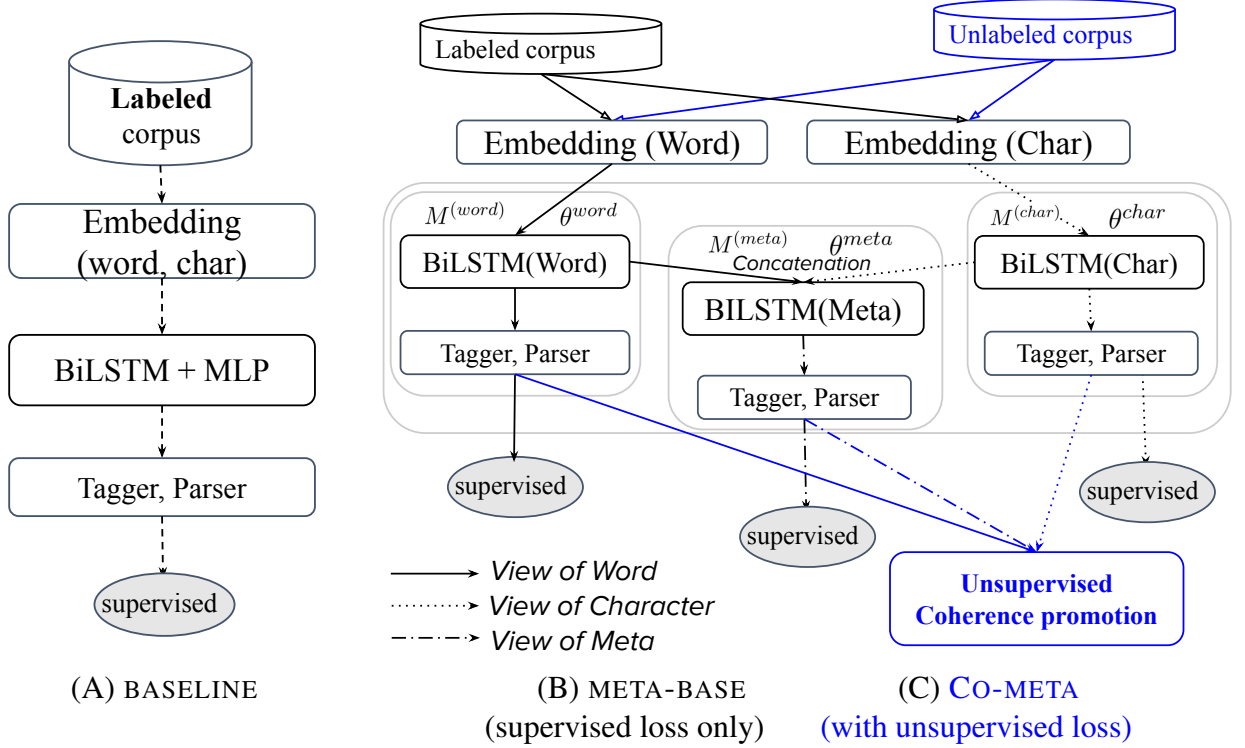 Labeled
corpus
Embedding
(word, char)
BiLSTM + MLP
Tagger, Parser
supervised
(A) BASELINE
Labeled corpus
Unlabeled corpus
Embedding (Word)
Embedding (Char)
M^{(word)} θ^{word}
BiLSTM(Word)
Tagger, Parser
supervised
M^{(meta)} θ^{meta}
Concatenation
BILSTM(Meta)
Tagger, Parser
supervised
M^{(char)} θ^{char}
BiLSTM(Char)
Tagger, Parser
supervised
Unsupervised
Coherence promotion
View of Word
View of Character
View of Meta
(B) META-BASE
(supervised loss only)
(C) CO-META
(with unsupervised loss)